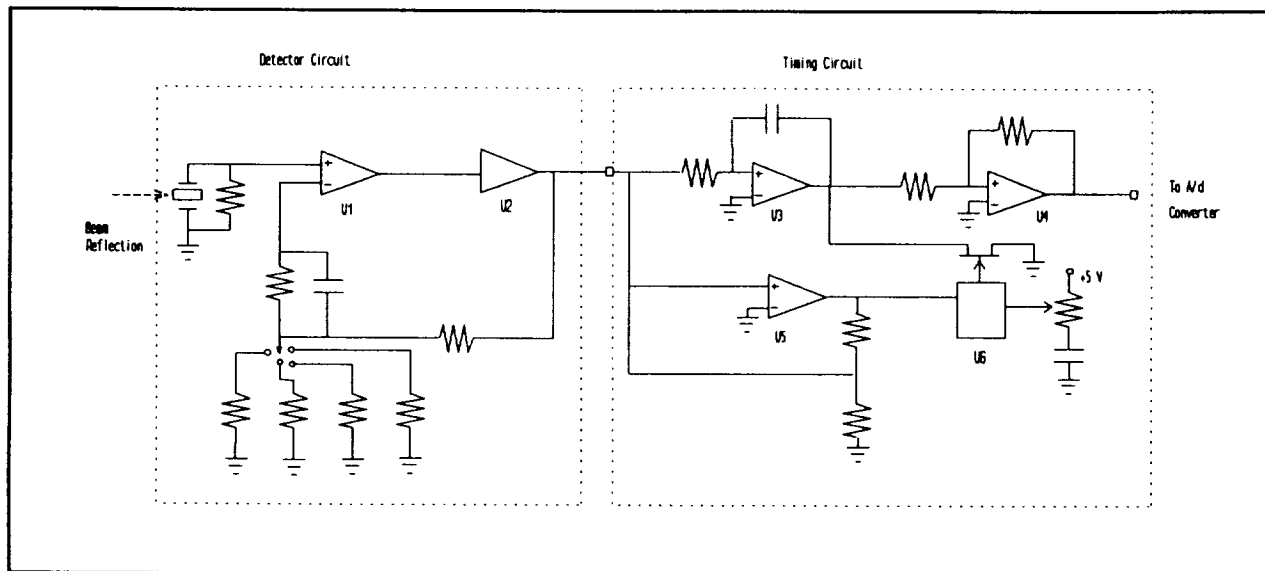 Detector Circuit
Timing Circuit
Beam
Reflection
+
−
U1
U2
+
−
U3
+
−
U4
To A/d
Converter
+
−
U5
U6
+5 V